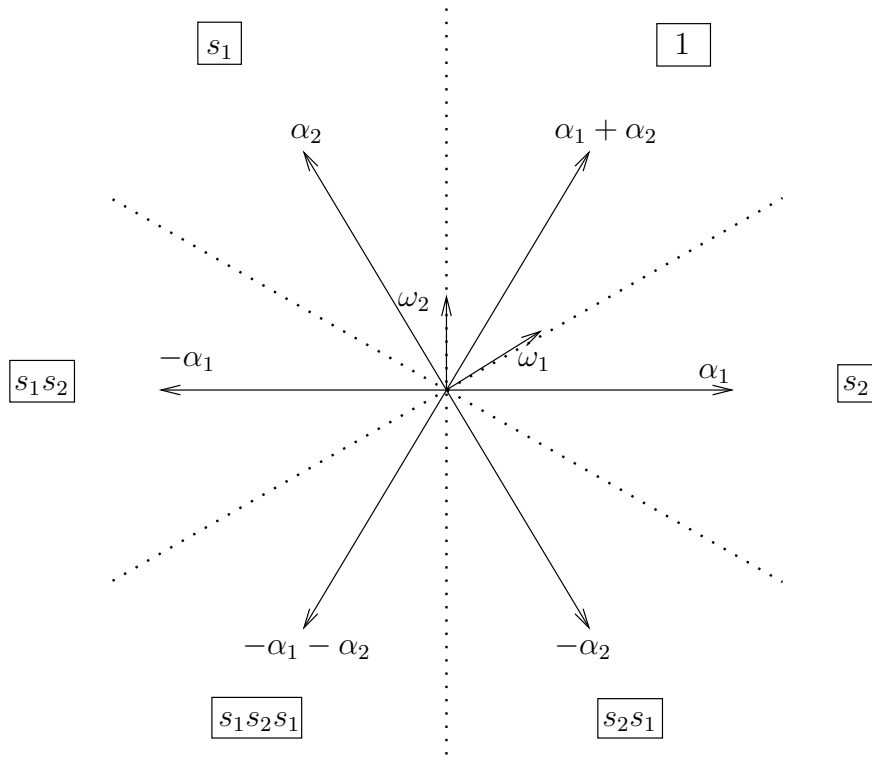 s₁ 1
α₂ α₁ + α₂
ω₂
ω₁
−α₁ α₁
s₁s₂ s₂
−α₁ − α₂ −α₂
s₁s₂s₁ s₂s₁